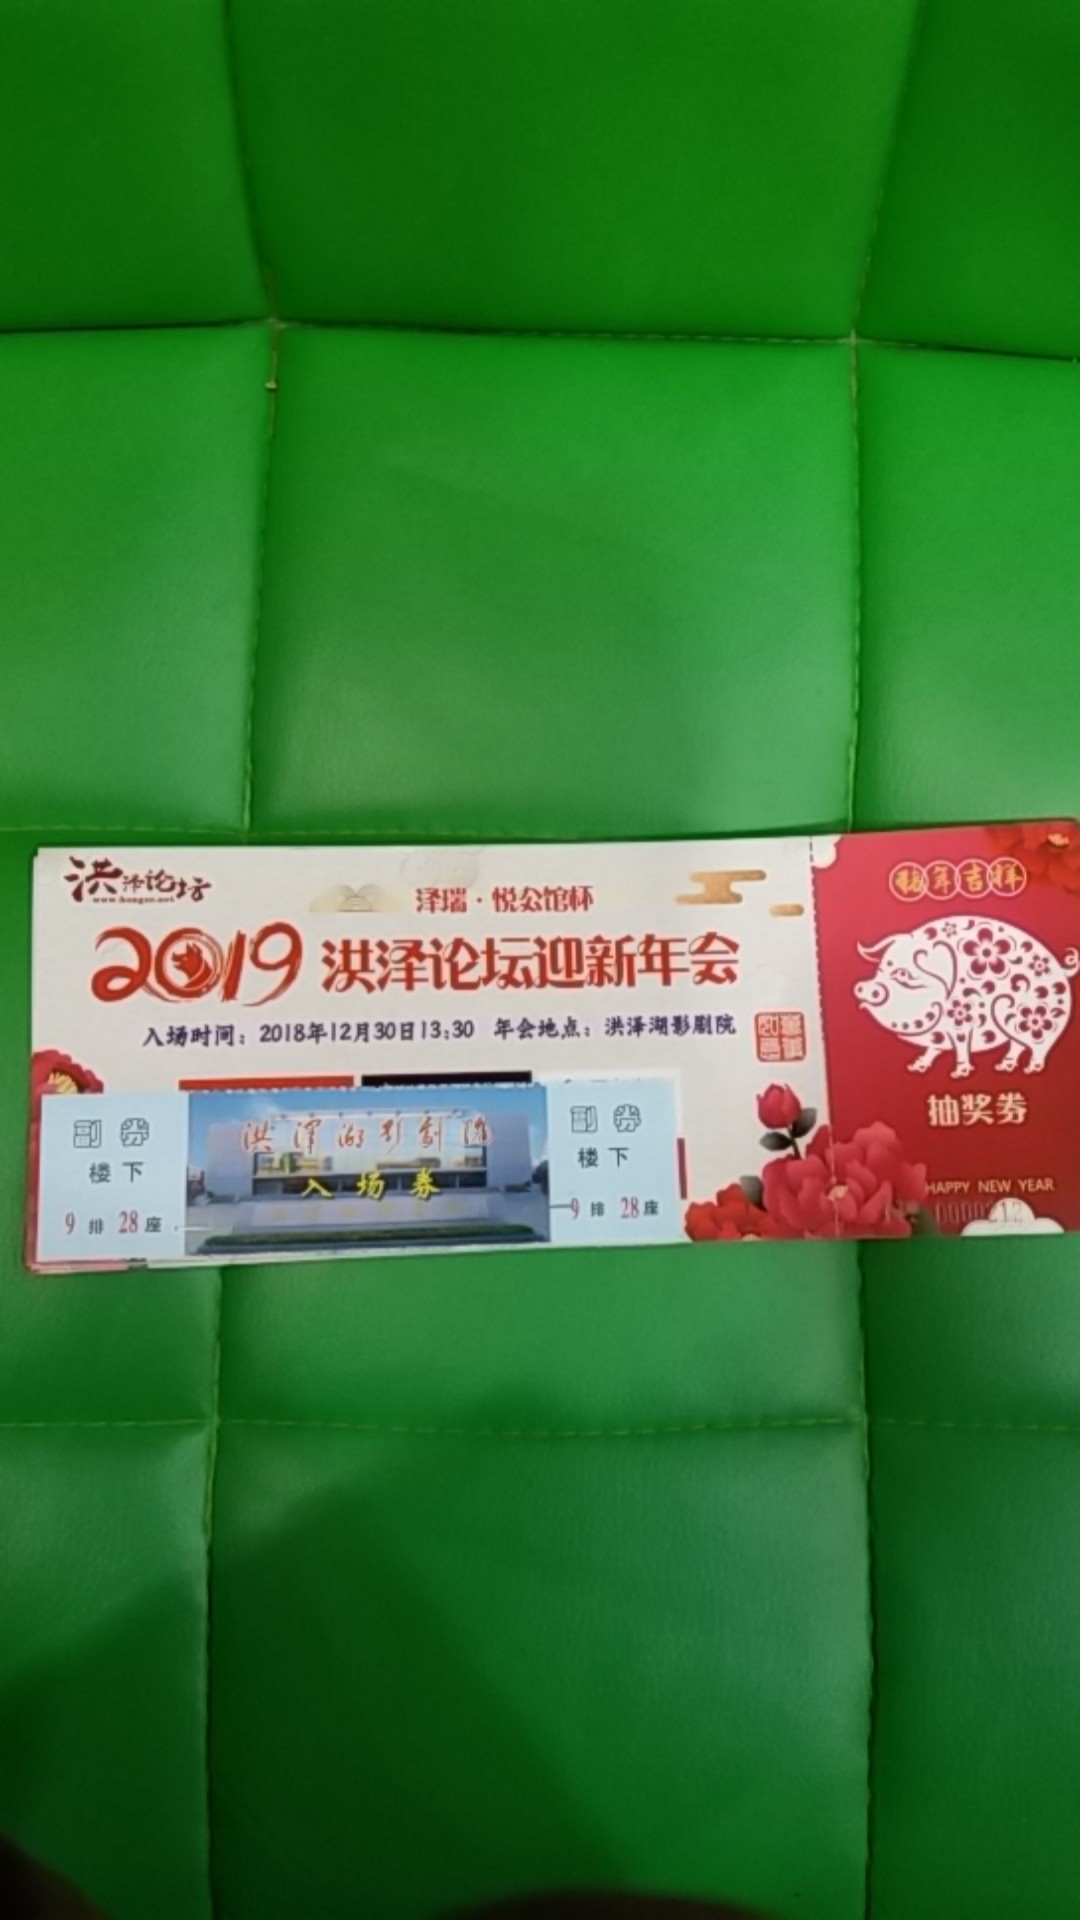 洪泽论坛
www.hongze.net
泽瑞·悦公馆杯
2019 洪泽论坛迎新年会
入场时间：2018年12月30日13:30 年会地点：洪泽湖影剧院
副券
楼下
9排 28座
洪泽湖影剧院
入场券
副券
楼下
9排 28座
猪年吉祥
抽奖券
HAPPY NEW YEAR
0000212